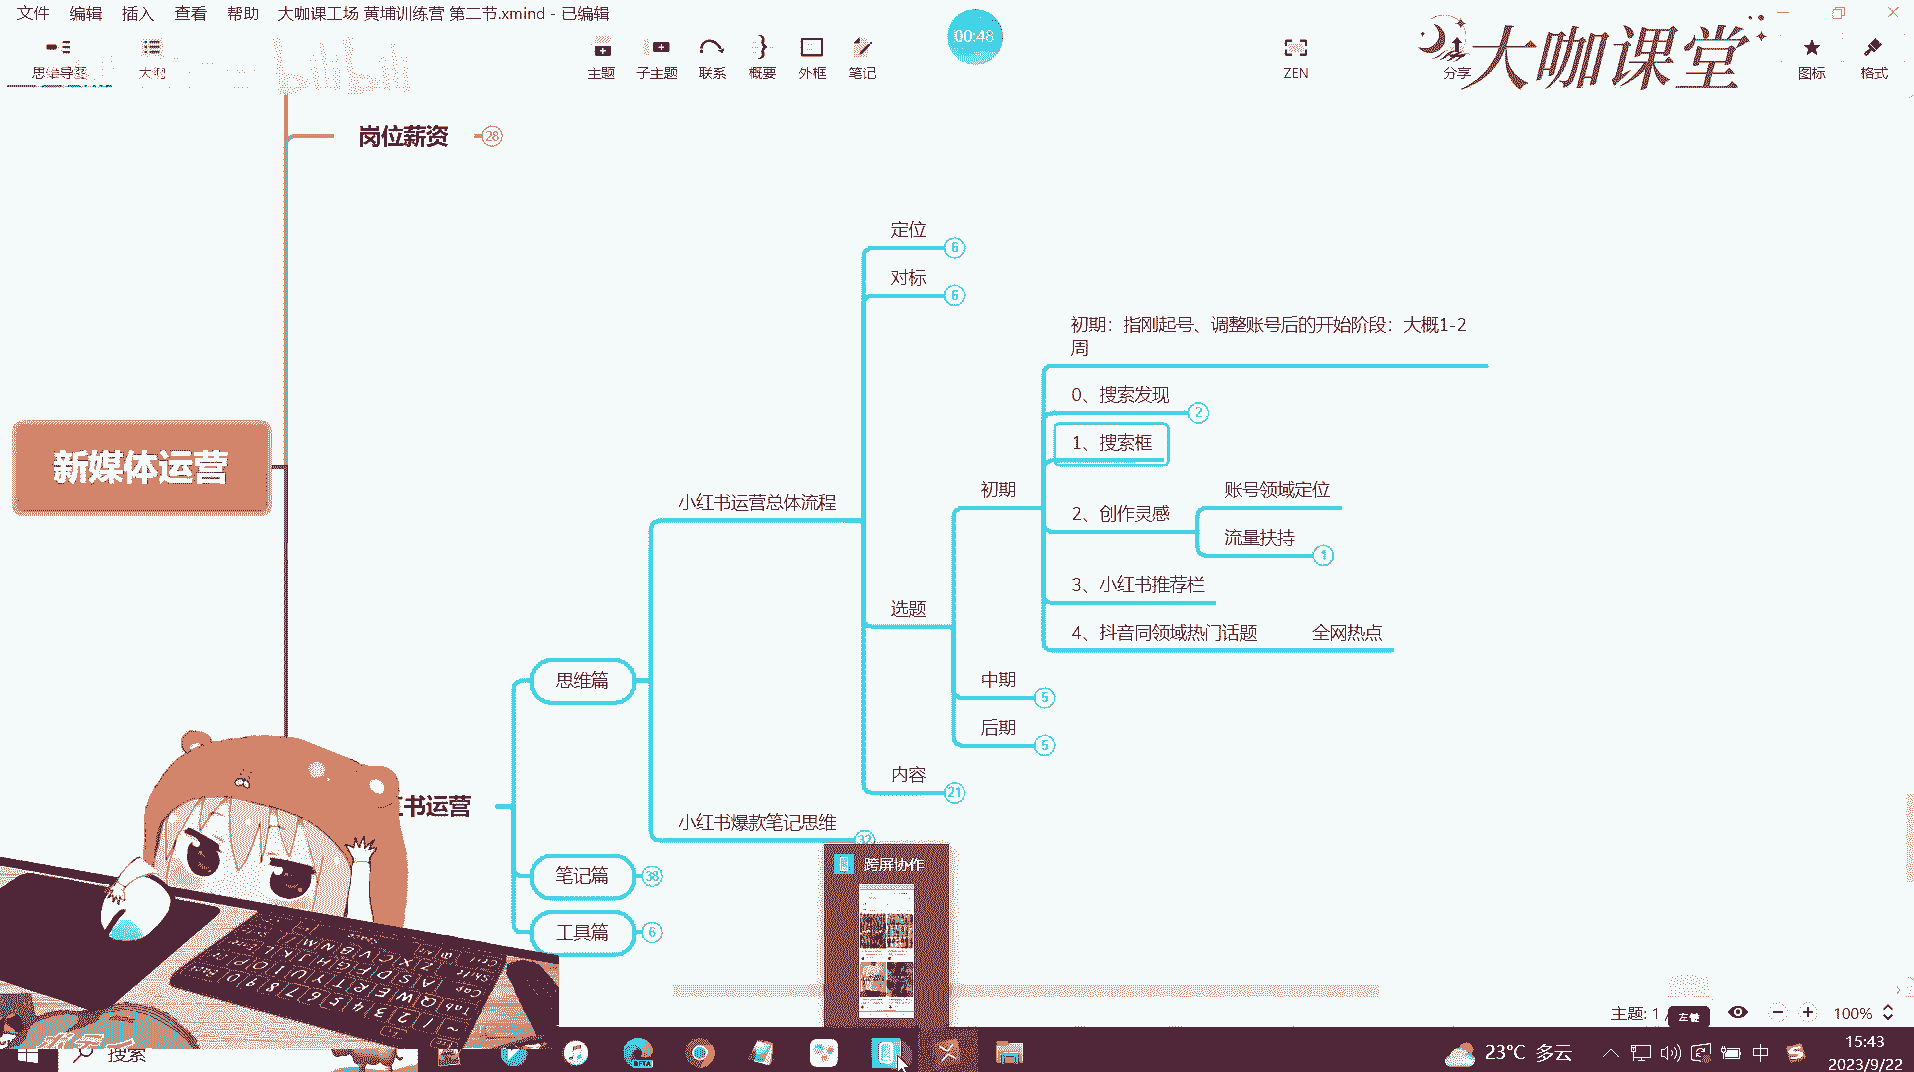 文件 编辑 插入 查看 帮助 大咖课工场 黄埔训练营 第二节.xmind - 已编辑
思维导图
大纲
主题
子主题
联系
概要
外框
笔记
00:48
ZEN
分享
大咖课堂
图标
格式
bilibili
岗位薪资
28
新媒体运营
定位
6
对标
6
初期：指刚起号、调整账号后的开始阶段：大概1-2
周
0、搜索发现
2
1、搜索框
初期
2、创作灵感
账号领域定位
流量扶持
1
3、小红书推荐栏
4、抖音同领域热门话题 全网热点
小红书运营总体流程
选题
中期
5
后期
5
内容
21
思维篇
小红书爆款笔记思维
32
书运营
笔记篇
38
工具篇
6
跨屏协作
主题: 1 /
左键
100%
搜索
BETA
23°C 多云
中
15:43
2023/9/22